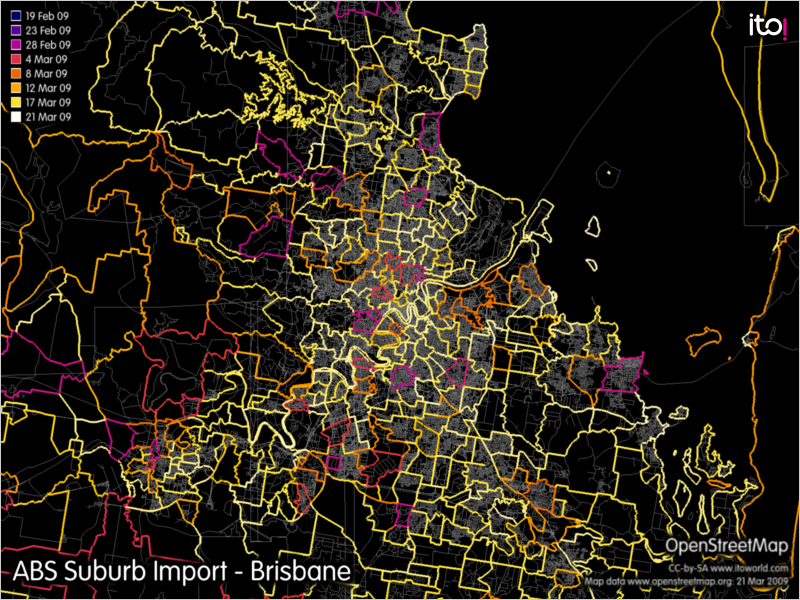 19 Feb 09
23 Feb 09
28 Feb 09
4 Mar 09
8 Mar 09
12 Mar 09
17 Mar 09
21 Mar 09
ito!
ABS Suburb Import - Brisbane
OpenStreetMap
CC-by-SA www.itoworld.com
Map data www.openstreetmap.org: 21 Mar 2009